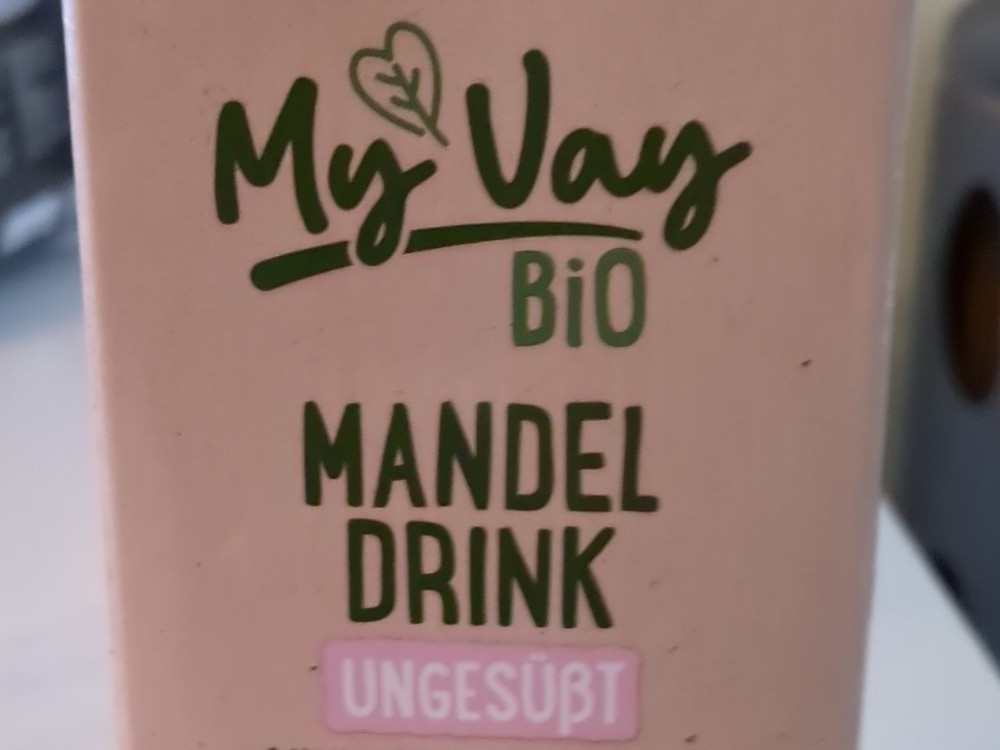 My Vay
BiO
MANDEL
DRINK
UNGESÜßT